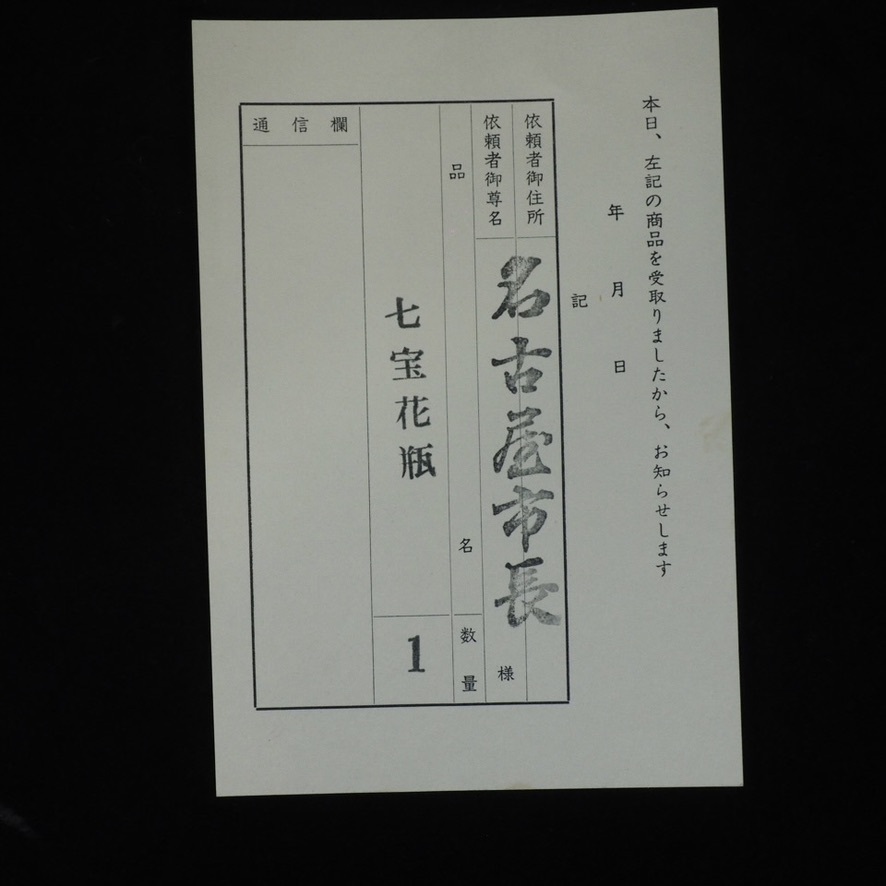 本日、左記の商品を受取りましたから、お知らせします
年 月 日
記
依頼者御住所
依頼者御尊名 名古屋市長 様
品 名 数量
七宝花瓶 1
通信欄